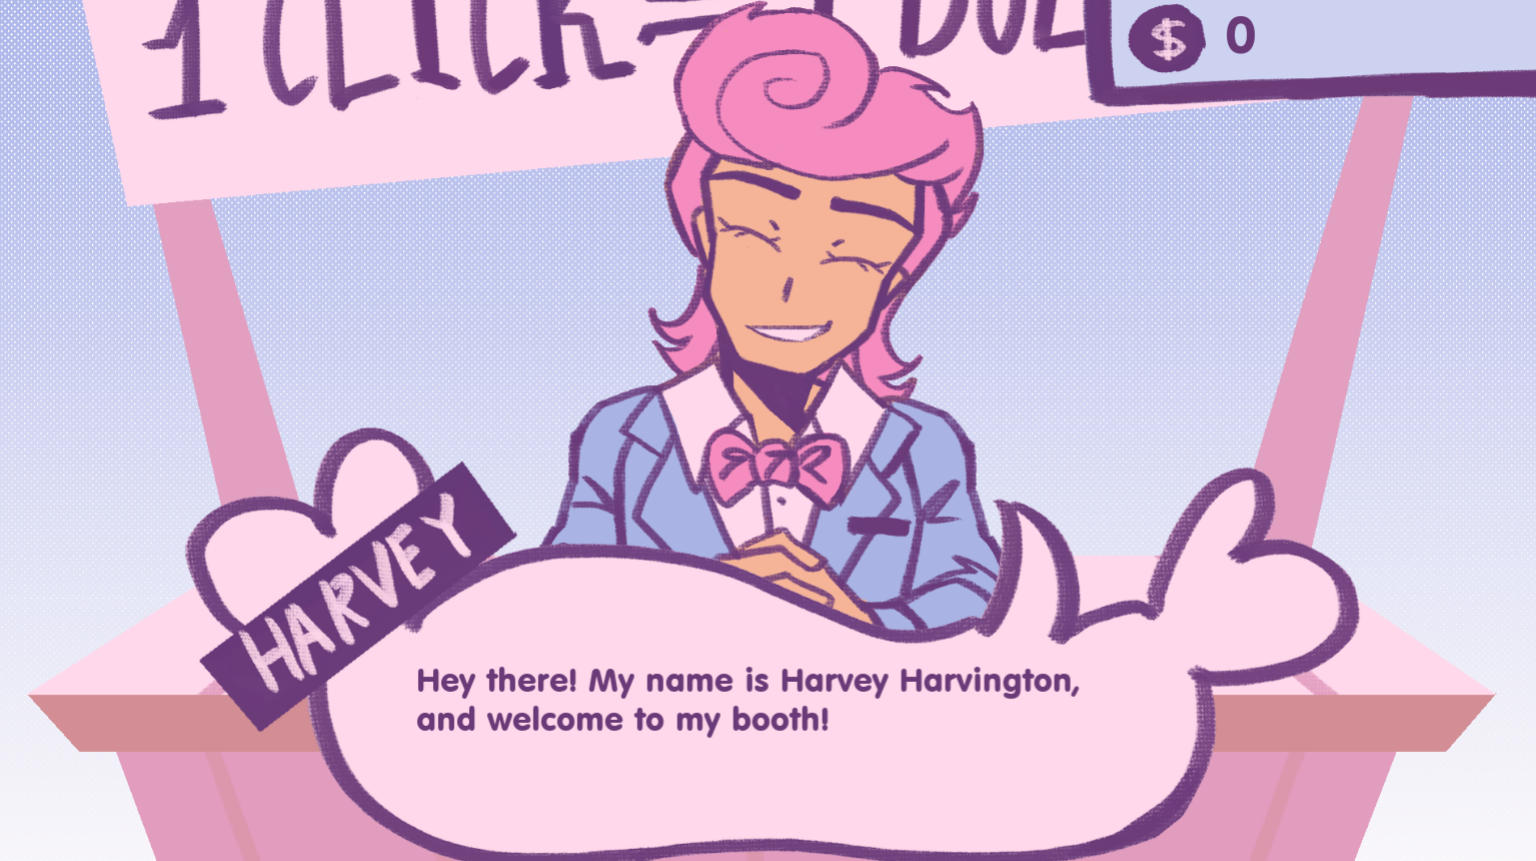 1 CLICK =
$ 0
HARVEY
Hey there! My name is Harvey Harvington,
and welcome to my booth!